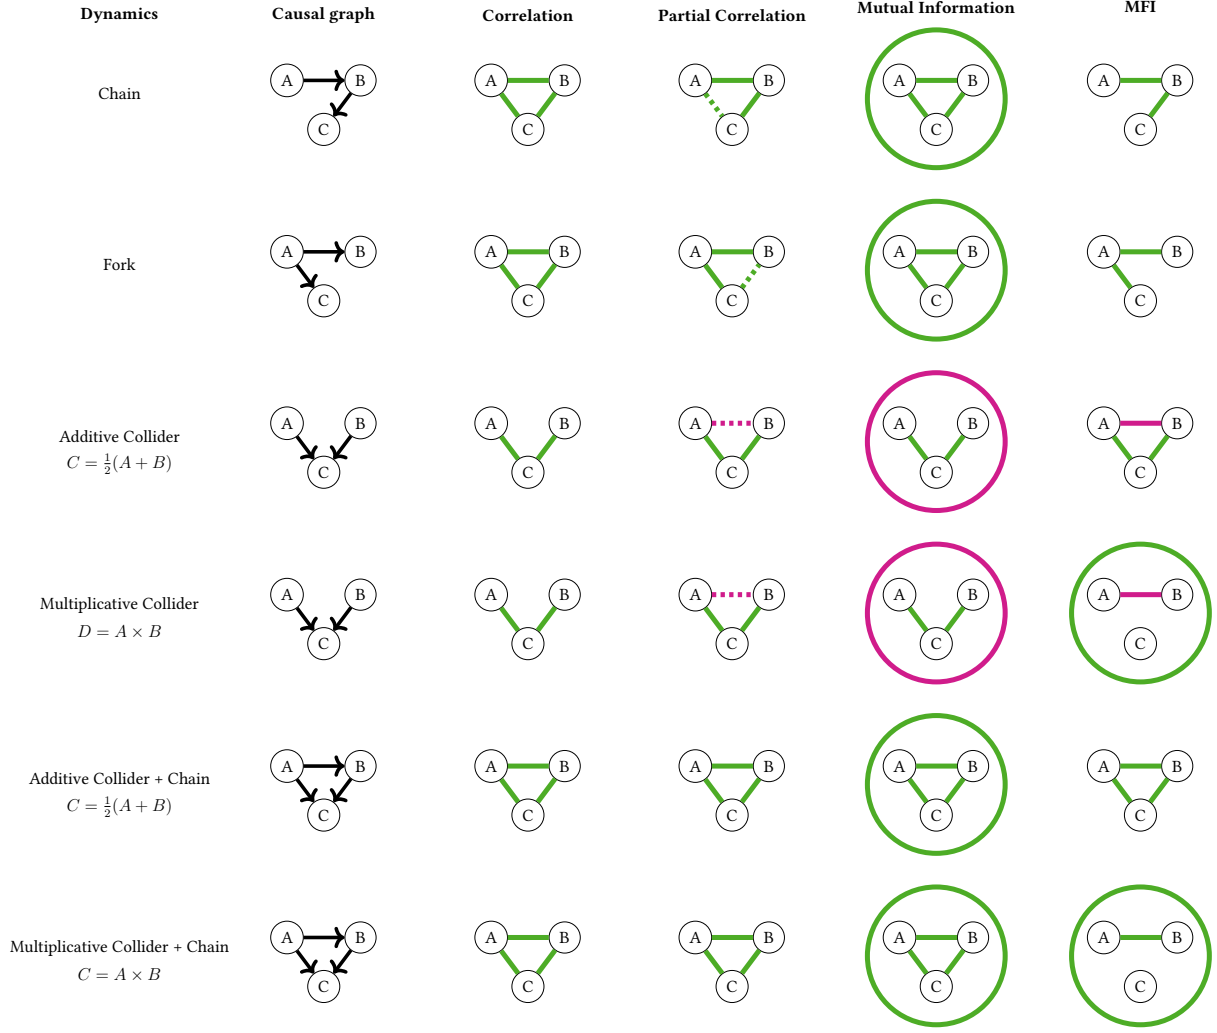 Dynamics
Causal graph
Correlation
Partial Correlation
Mutual Information
MFI
Chain
A B
C
A B
C
A B
C
A B
C
A B
C
Fork
A B
C
A B
C
A B
C
A B
C
A B
C
Additive Collider
C = 1/2(A + B)
A B
C
A B
C
A B
C
A B
C
A B
C
Multiplicative Collider
D = A × B
A B
C
A B
C
A B
C
A B
C
A B
C
Additive Collider + Chain
C = 1/2(A + B)
A B
C
A B
C
A B
C
A B
C
A B
C
Multiplicative Collider + Chain
C = A × B
A B
C
A B
C
A B
C
A B
C
A B
C